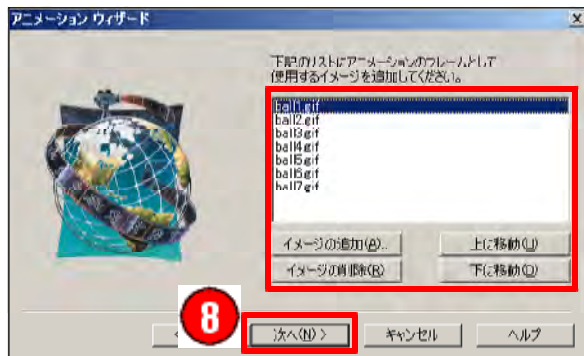 アニメーション ウィザード
下記のリストにアニメーションのフレームとして
使用するイメージを追加してください。
ball1.gif
ball2.gif
ball3.gif
ball4.gif
ball5.gif
ball6.gif
ball7.gif
イメージの追加(A)...
上に移動(U)
イメージの削除(R)
下に移動(D)
8
<
次へ(N) >
キャンセル
ヘルプ